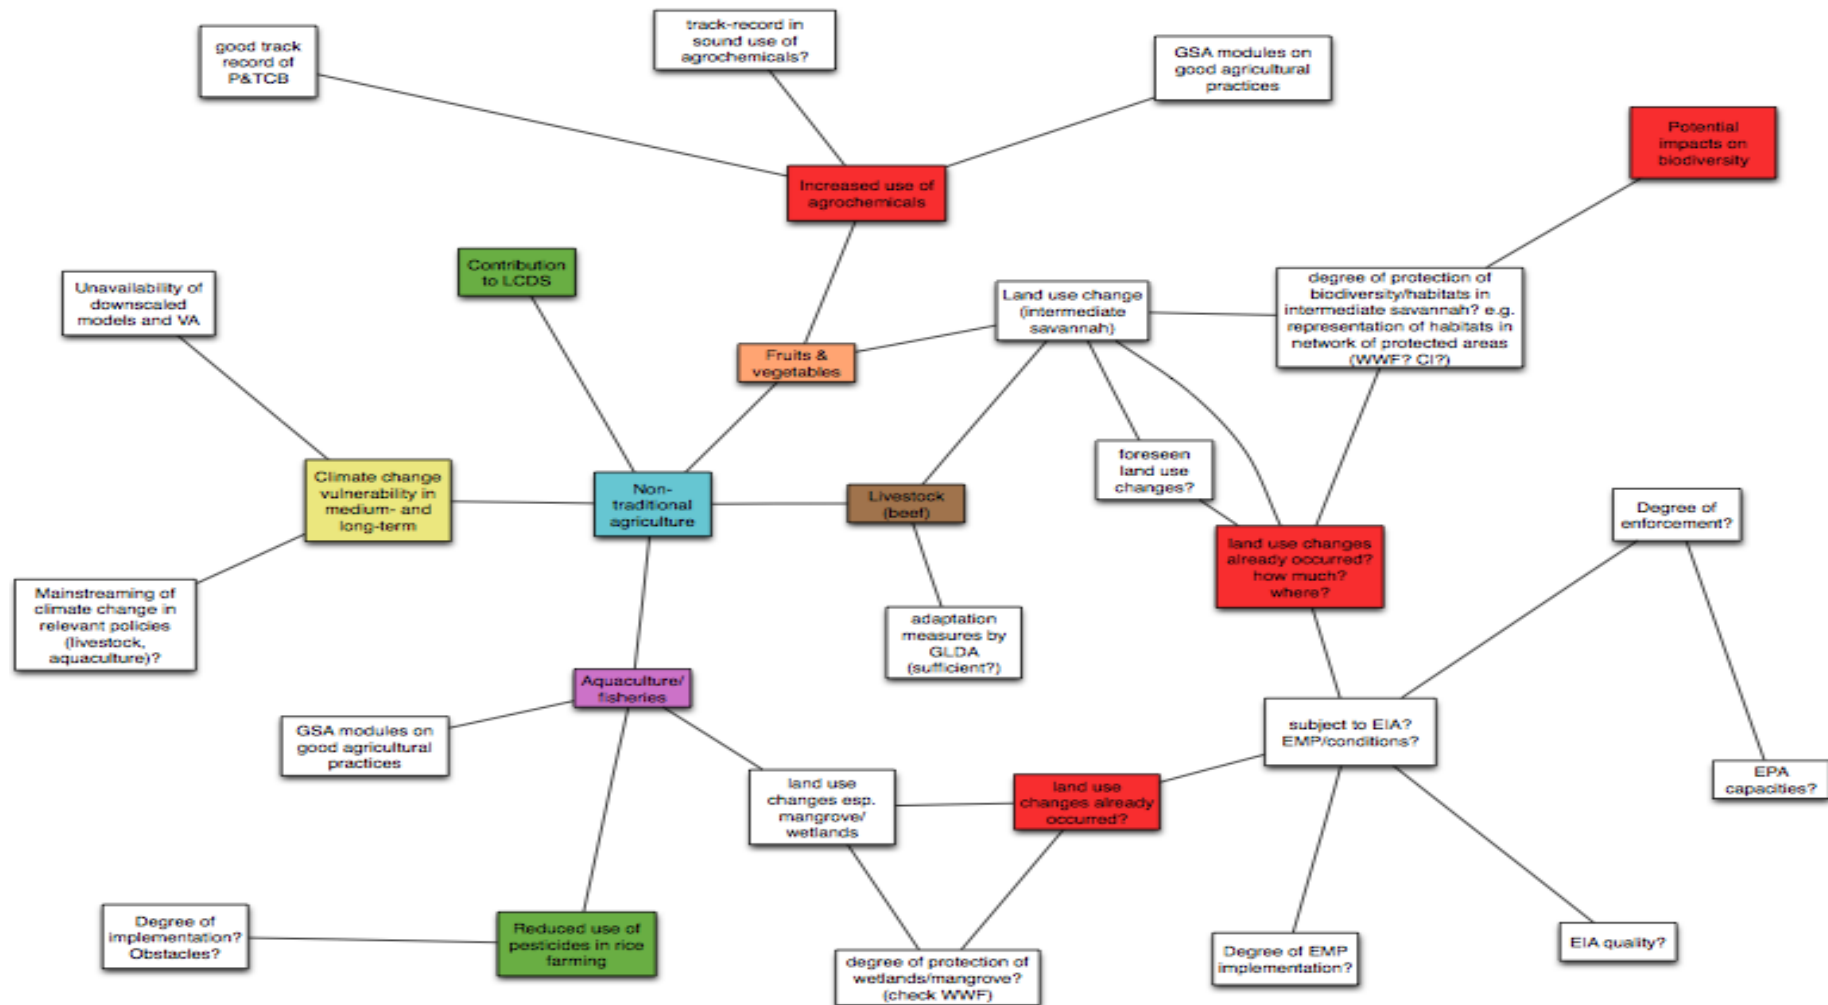 good track
record of
P&TCB
track-record in
sound use of
agrochemicals?
GSA modules on
good agricultural
practices
Potential
impacts on
biodiversity
Increased use of
agrochemicals
Contribution
to LCDS
Unavailability of
downscaled
models and VA
Land use change
(intermediate
savannah)
degree of protection of
biodiversity/habitats in
intermediate savannah? e.g.
representation of habitats in
network of protected areas
(WWF? CI?)
Fruits &
vegetables
Climate change
vulnerability in
medium- and
long-term
Non-
traditional
agriculture
Livestock
(beef)
foreseen
land use
changes?
Degree of
enforcement?
land use changes
already occurred?
how much?
where?
Mainstreaming of
climate change in
relevant policies
(livestock,
aquaculture)?
adaptation
measures by
GLDA
(sufficient?)
Aquaculture/
fisheries
GSA modules on
good agricultural
practices
subject to EIA?
EMP/conditions?
land use
changes esp.
mangrove/
wetlands
land use
changes already
occurred?
EPA
capacities?
Degree of
implementation?
Obstacles?
Reduced use of
pesticides in rice
farming
degree of protection of
wetlands/mangrove?
(check WWF)
Degree of EMP
implementation?
EIA quality?